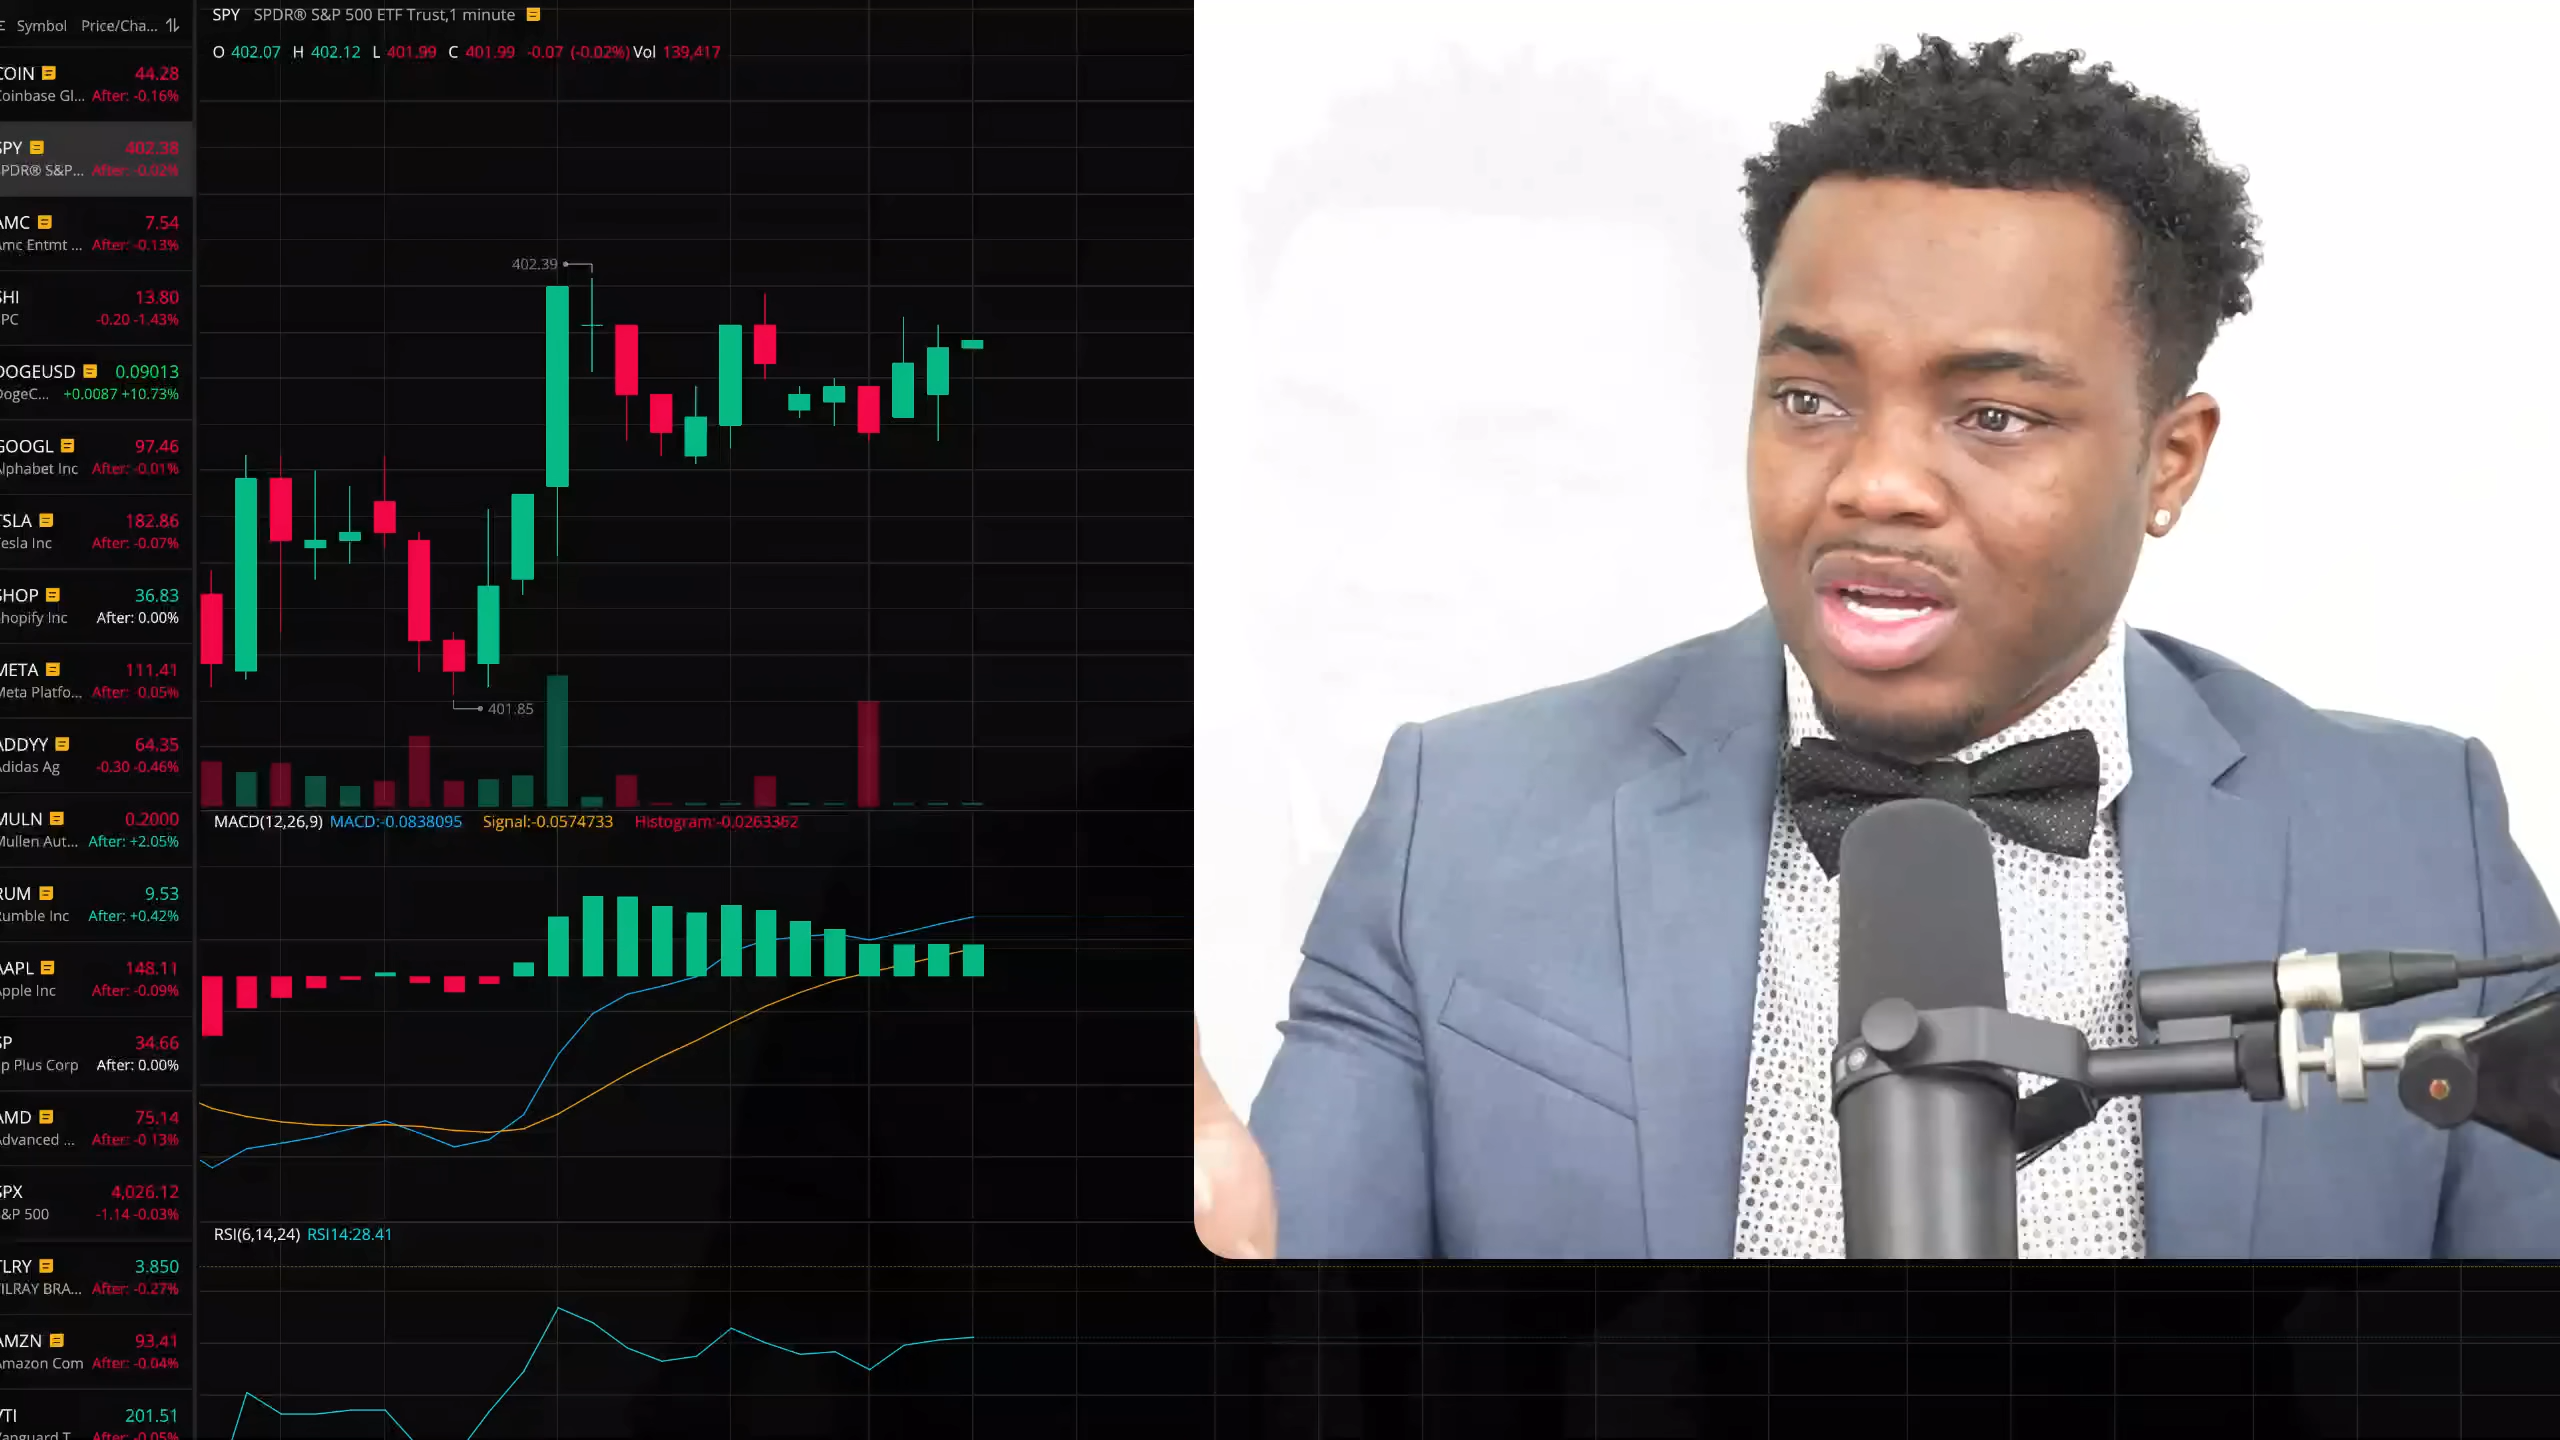 Symbol Price/Cha...
COIN 44.28
Coinbase Gl... After: -0.16%
SPY 402.38
SPDR® S&P... After: -0.02%
AMC 7.54
Amc Entmt ... After: -0.13%
SHI 13.80
PC -0.20 -1.43%
DOGEUSD 0.09013
DogeC... +0.0087 +10.73%
GOOGL 97.46
Alphabet Inc After: -0.01%
TSLA 182.86
Tesla Inc After: -0.07%
SHOP 36.83
Shopify Inc After: 0.00%
META 111.41
Meta Platfo... After: -0.05%
ADDYY 64.35
Adidas Ag -0.30 -0.46%
MULN 0.2000
Mullen Aut... After: +2.05%
RUM 9.53
Rumble Inc After: +0.42%
AAPL 148.11
Apple Inc After: -0.09%
SP 34.66
Sp Plus Corp After: 0.00%
AMD 75.14
Advanced ... After: -0.13%
SPX 4,026.12
S&P 500 -1.14 -0.03%
TLRY 3.850
TILRAY BRA... After: -0.27%
AMZN 93.41
Amazon Com After: -0.04%
VTI 201.51
Vanguard T... After: -0.05%
SPY SPDR® S&P 500 ETF Trust,1 minute
O 402.07 H 402.12 L 401.99 C 401.99 -0.07 (-0.02%) Vol 139,417
402.39
401.85
MACD(12,26,9) MACD:-0.0838095 Signal:-0.0574733 Histogram:-0.0263362
RSI(6,14,24) RSI14:28.41